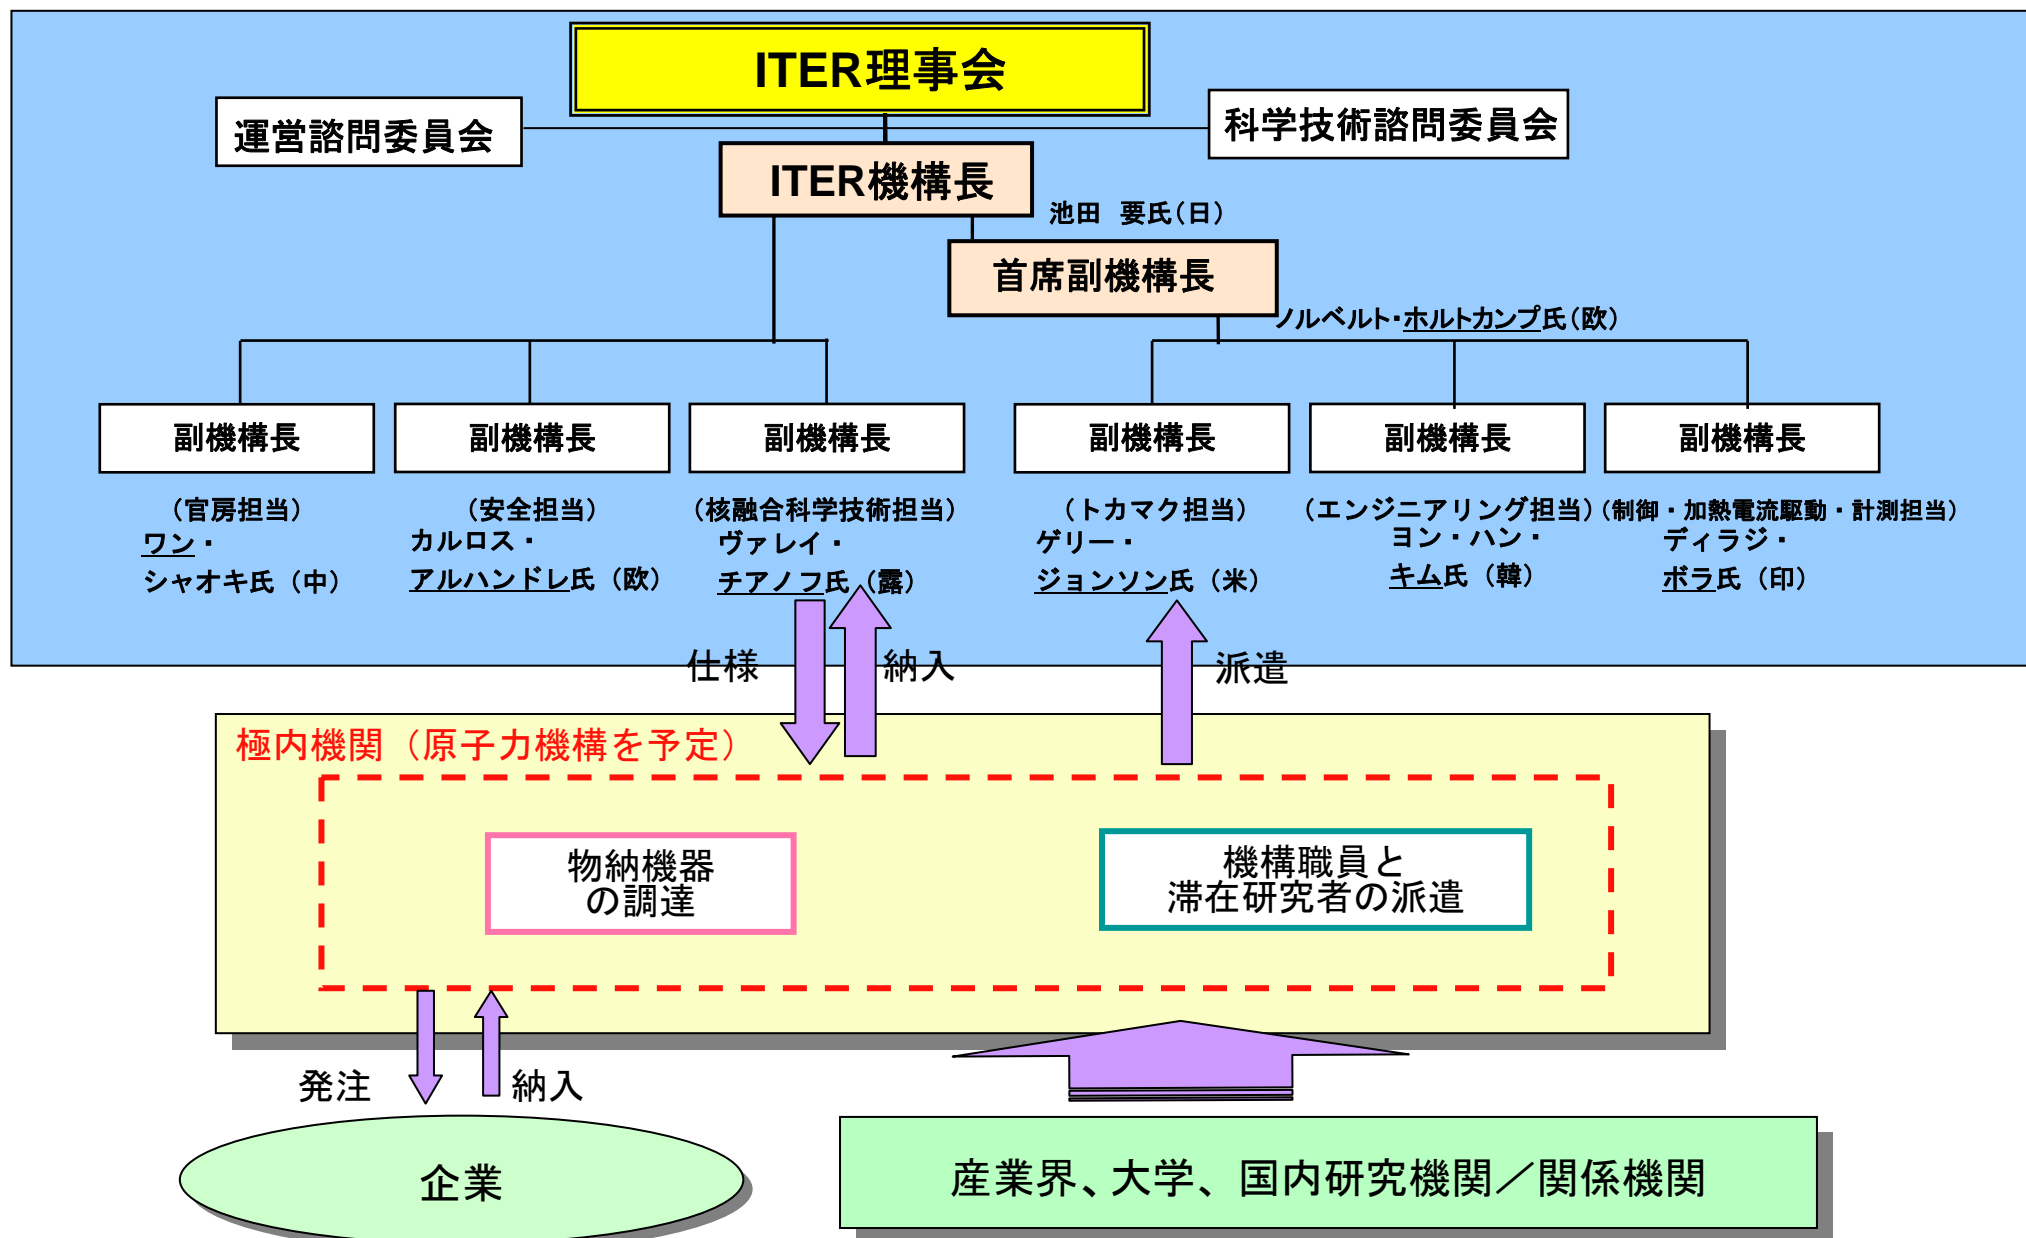 ITER理事会
運営諮問委員会
科学技術諮問委員会
ITER機構長
池田　要氏（日）
首席副機構長
ノルベルト・ホルトカンプ氏（欧）
副機構長
副機構長
副機構長
副機構長
副機構長
副機構長
（官房担当）
ワン・
シャオキ氏（中）
（安全担当）
カルロス・
アルハンドレ氏（欧）
（核融合科学技術担当）
ヴァレイ・
チアノフ氏（露）
（トカマク担当）
ゲリー・
ジョンソン氏（米）
（エンジニアリング担当）
ヨン・ハン・
キム氏（韓）
（制御・加熱電流駆動・計測担当）
ディラジ・
ボラ氏（印）
仕様
納入
派遣
極内機関（原子力機構を予定）
物納機器
の調達
機構職員と
滞在研究者の派遣
発注
納入
企業
産業界、大学、国内研究機関／関係機関